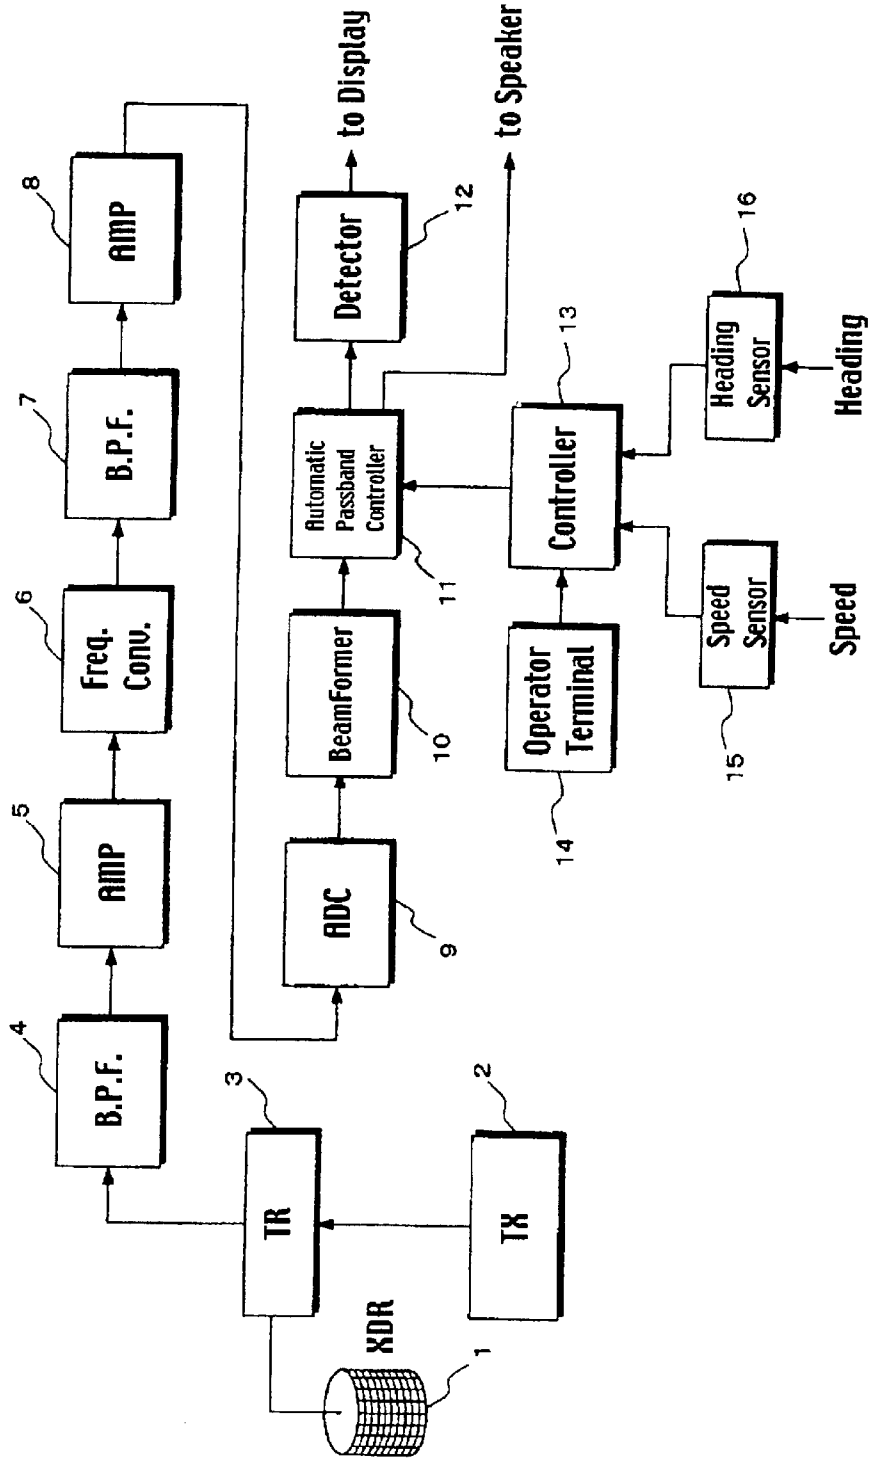 4
B.P.F.
5
AMP
6
Freq.
Conv.
7
B.P.F.
8
AMP
3
TR
XDR
1
2
TX
ADC
9
BeamFormer
10
Automatic
Passband
Controller
11
Detector
12
to Display
to Speaker
Operator
Terminal
14
Controller
13
Speed
Sensor
15
Speed
Heading
Sensor
16
Heading